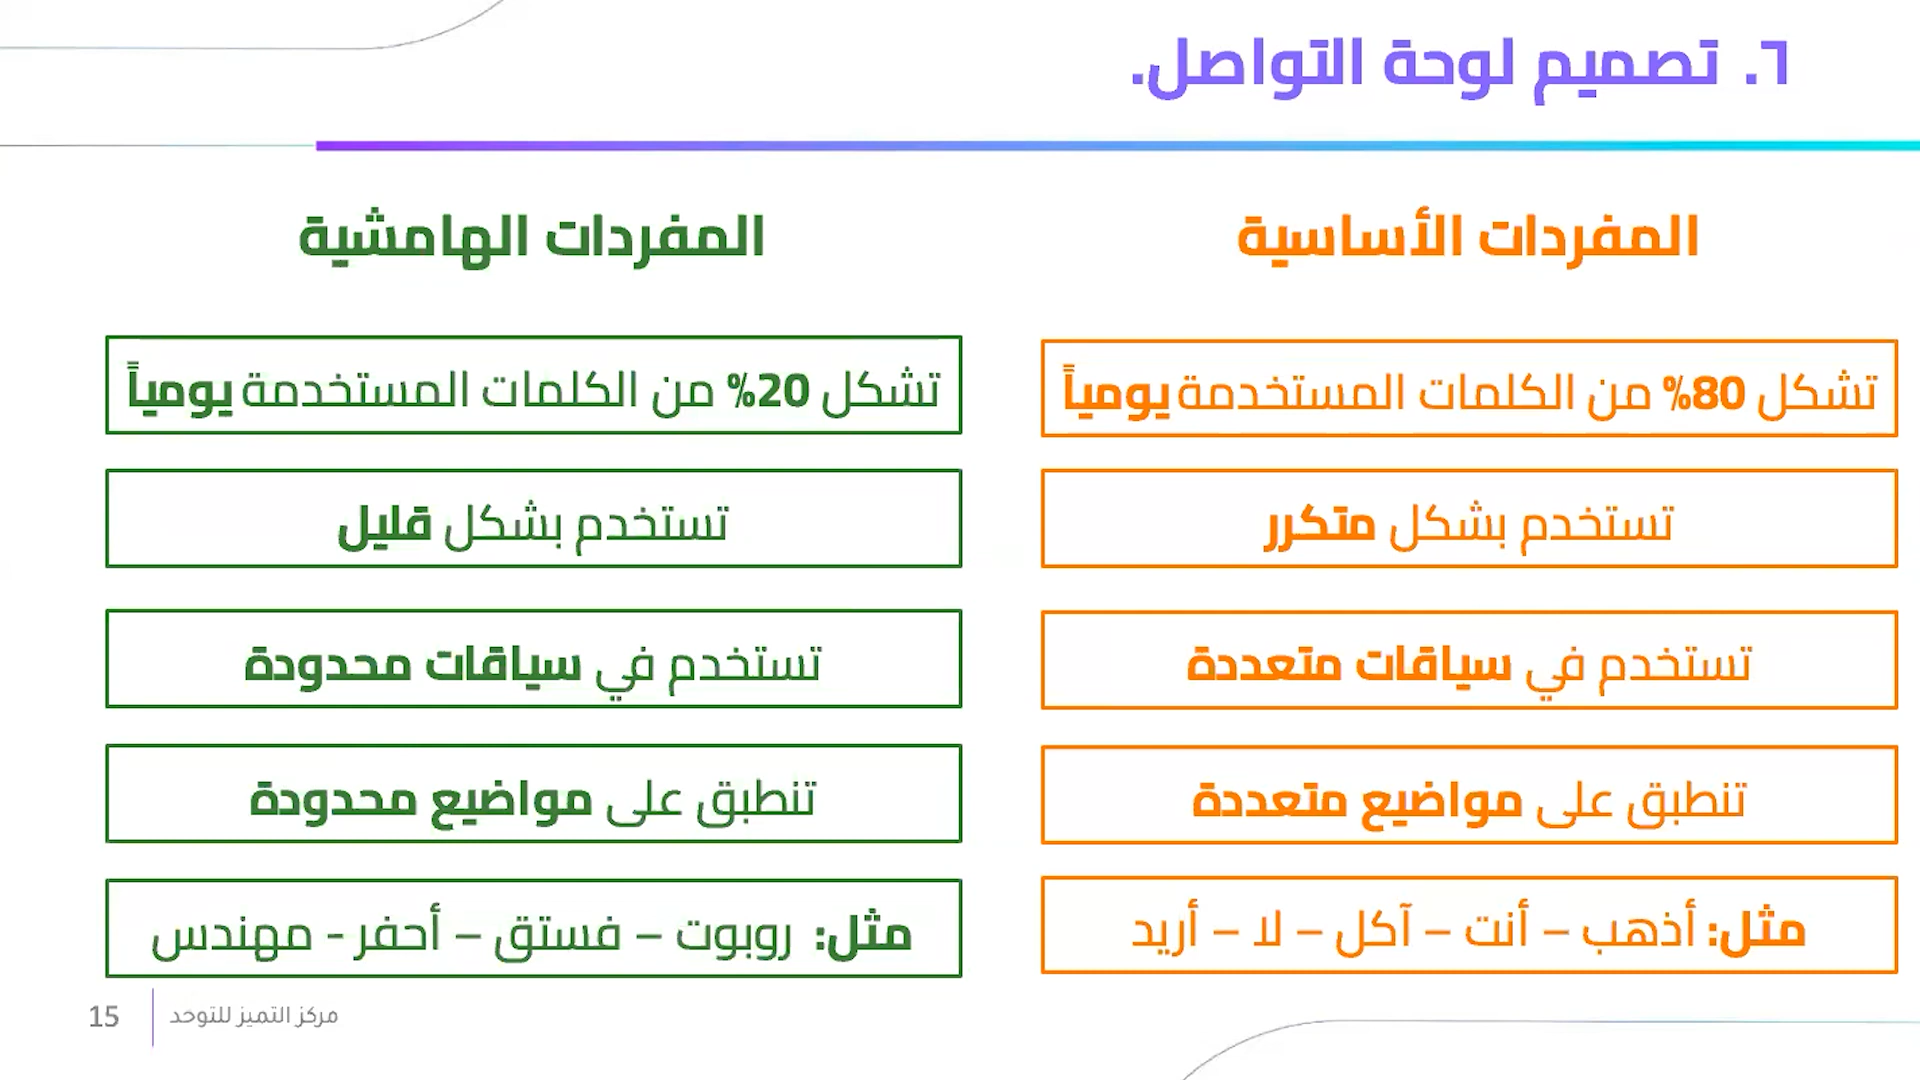 ٦. تصميم لوحة التواصل.
المفردات الأساسية
تشكل 80% من الكلمات المستخدمة يومياً
تستخدم بشكل متكرر
تستخدم في سياقات متعددة
تنطبق على مواضيع متعددة
مثل: أذهب – أنت – آكل – لا – أريد
المفردات الهامشية
تشكل 20% من الكلمات المستخدمة يومياً
تستخدم بشكل قليل
تستخدم في سياقات محدودة
تنطبق على مواضيع محدودة
مثل: روبوت – فستق – أحفر - مهندس
مركز التميز للتوحد
15